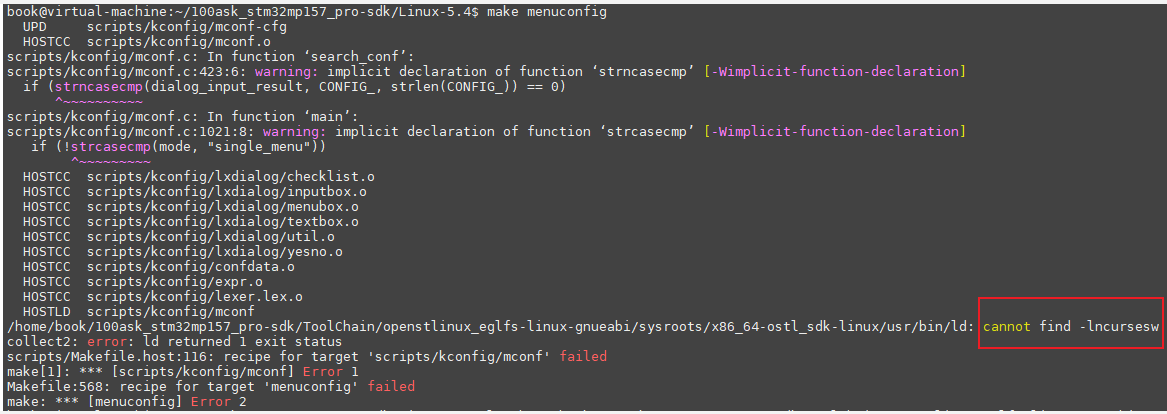 book@virtual-machine:~/100ask_stm32mp157_pro-sdk/Linux-5.4$ make menuconfig
  UPD     scripts/kconfig/mconf-cfg
  HOSTCC  scripts/kconfig/mconf.o
scripts/kconfig/mconf.c: In function ‘search_conf’:
scripts/kconfig/mconf.c:423:6: warning: implicit declaration of function ‘strncasecmp’ [-Wimplicit-function-declaration]
  if (strncasecmp(dialog_input_result, CONFIG_, strlen(CONFIG_)) == 0)
      ^~~~~~~~~~~
scripts/kconfig/mconf.c: In function ‘main’:
scripts/kconfig/mconf.c:1021:8: warning: implicit declaration of function ‘strcasecmp’ [-Wimplicit-function-declaration]
   if (!strcasecmp(mode, "single_menu"))
        ^~~~~~~~~~
  HOSTCC  scripts/kconfig/lxdialog/checklist.o
  HOSTCC  scripts/kconfig/lxdialog/inputbox.o
  HOSTCC  scripts/kconfig/lxdialog/menubox.o
  HOSTCC  scripts/kconfig/lxdialog/textbox.o
  HOSTCC  scripts/kconfig/lxdialog/util.o
  HOSTCC  scripts/kconfig/lxdialog/yesno.o
  HOSTCC  scripts/kconfig/confdata.o
  HOSTCC  scripts/kconfig/expr.o
  HOSTCC  scripts/kconfig/lexer.lex.o
  HOSTLD  scripts/kconfig/mconf
/home/book/100ask_stm32mp157_pro-sdk/ToolChain/openstlinux_eglfs-linux-gnueabi/sysroots/x86_64-ostl_sdk-linux/usr/bin/ld: cannot find -lncursesw
collect2: error: ld returned 1 exit status
scripts/Makefile.host:116: recipe for target 'scripts/kconfig/mconf' failed
make[1]: *** [scripts/kconfig/mconf] Error 1
Makefile:568: recipe for target 'menuconfig' failed
make: *** [menuconfig] Error 2